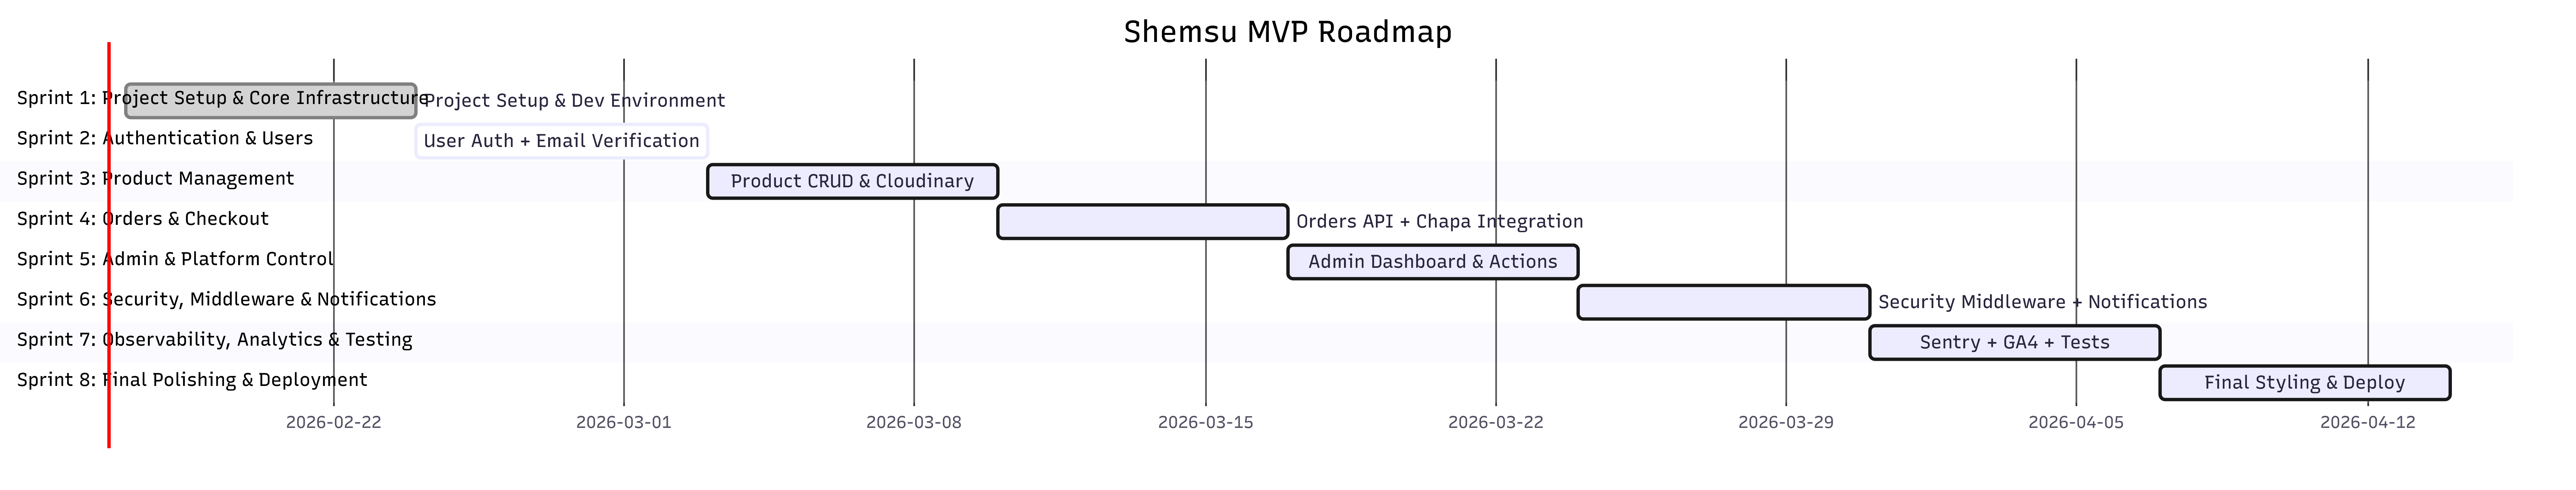 Shemsu MVP Roadmap
Sprint 1: Project Setup & Core Infrastructure
Project Setup & Dev Environment
Sprint 2: Authentication & Users
User Auth + Email Verification
Sprint 3: Product Management
Product CRUD & Cloudinary
Sprint 4: Orders & Checkout
Orders API + Chapa Integration
Sprint 5: Admin & Platform Control
Admin Dashboard & Actions
Sprint 6: Security, Middleware & Notifications
Security Middleware + Notifications
Sprint 7: Observability, Analytics & Testing
Sentry + GA4 + Tests
Sprint 8: Final Polishing & Deployment
Final Styling & Deploy
2026-02-22
2026-03-01
2026-03-08
2026-03-15
2026-03-22
2026-03-29
2026-04-05
2026-04-12